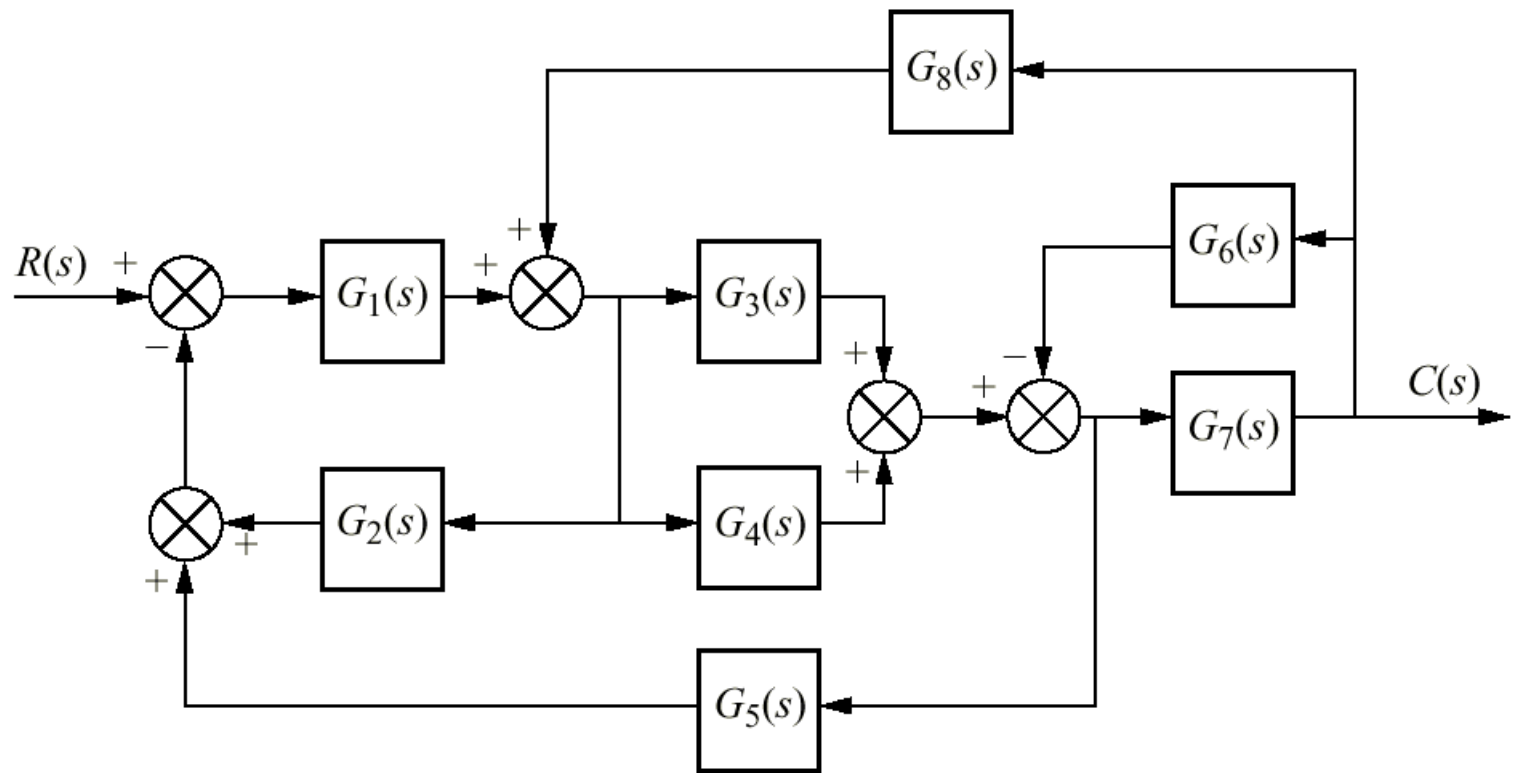 G8(s)
G6(s)
+
R(s)
+
+
G1(s)
G3(s)
−
+
−
+
C(s)
G7(s)
+
G2(s)
+
G4(s)
+
G5(s)